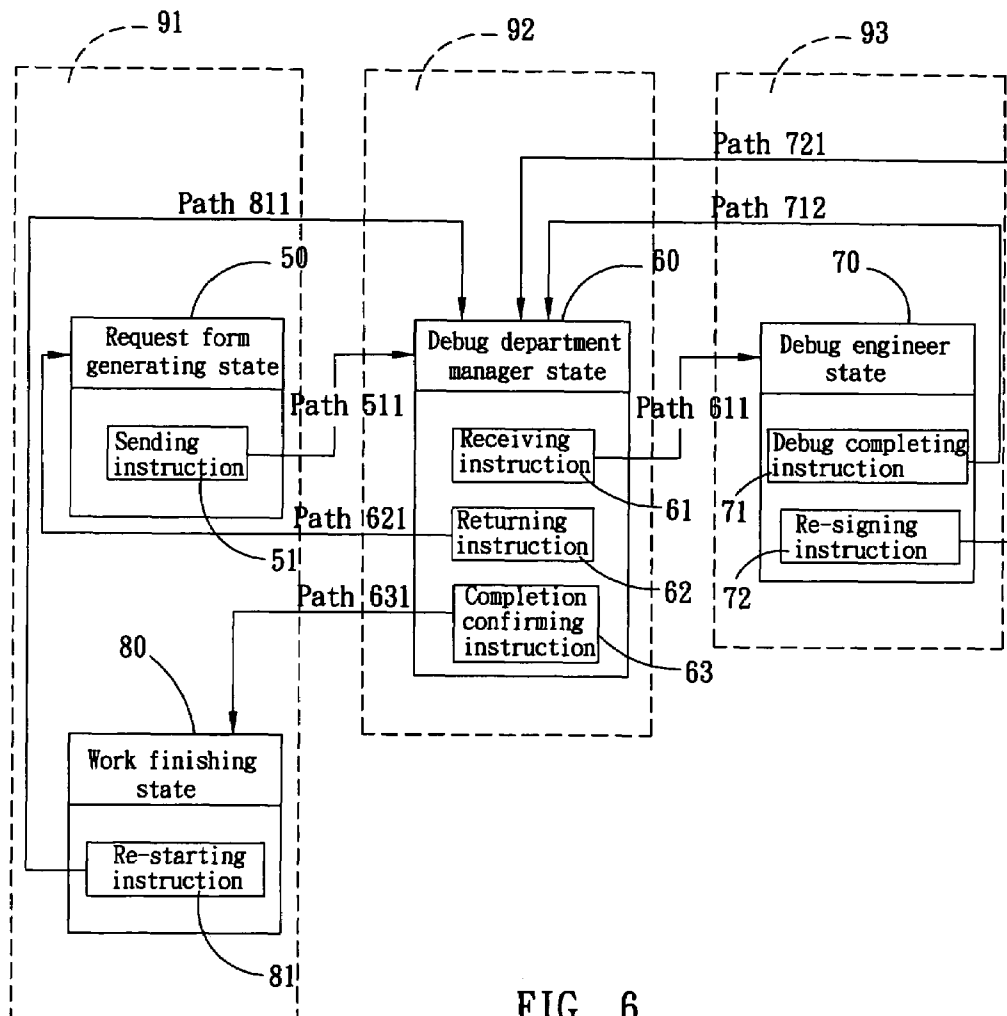 91
92
93
Path 721
Path 811
Path 712
50
60
70
Request form
generating state
Debug department
manager state
Debug engineer
state
Path 511
Path 611
Sending
instruction
Receiving
instruction
Debug completing
instruction
51
61
71
Path 621
Returning
instruction
Re-signing
instruction
62
72
Path 631
Completion
confirming
instruction
63
80
Work finishing
state
Re-starting
instruction
81
FIG. 6